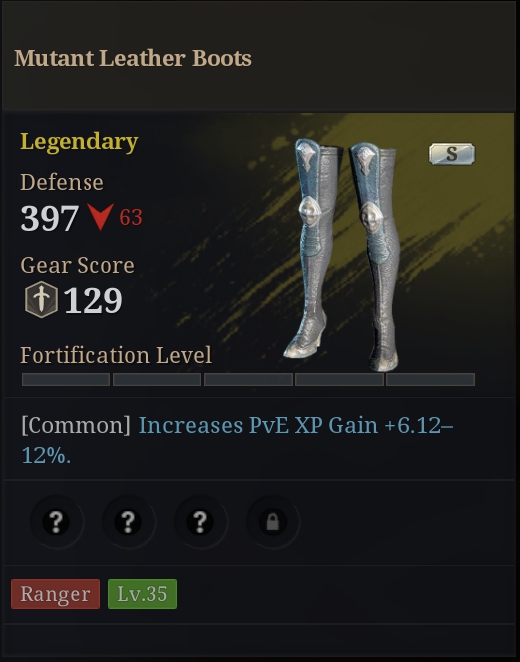 Mutant Leather Boots
Legendary
S
Defense
397 63
Gear Score
129
Fortification Level
[Common] Increases PvE XP Gain +6.12–
12%.
? ? ?
Ranger Lv.35